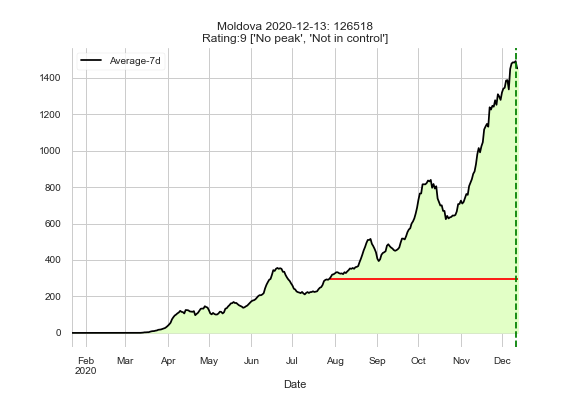 Moldova 2020-12-13: 126518
Rating:9 ['No peak', 'Not in control']
Average-7d
1400
1200
1000
800
600
400
200
0
Feb Mar Apr May Jun Jul Aug Sep Oct Nov Dec
2020
Date